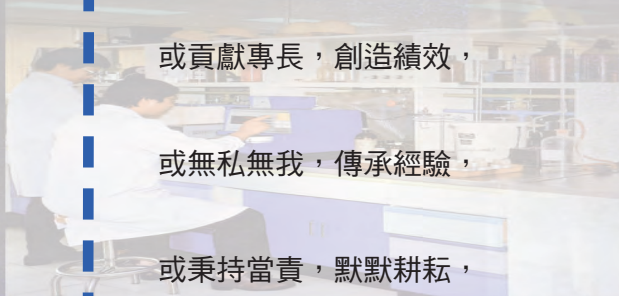 或貢獻專長，創造績效，
或無私無我，傳承經驗，
或秉持當責，默默耕耘，